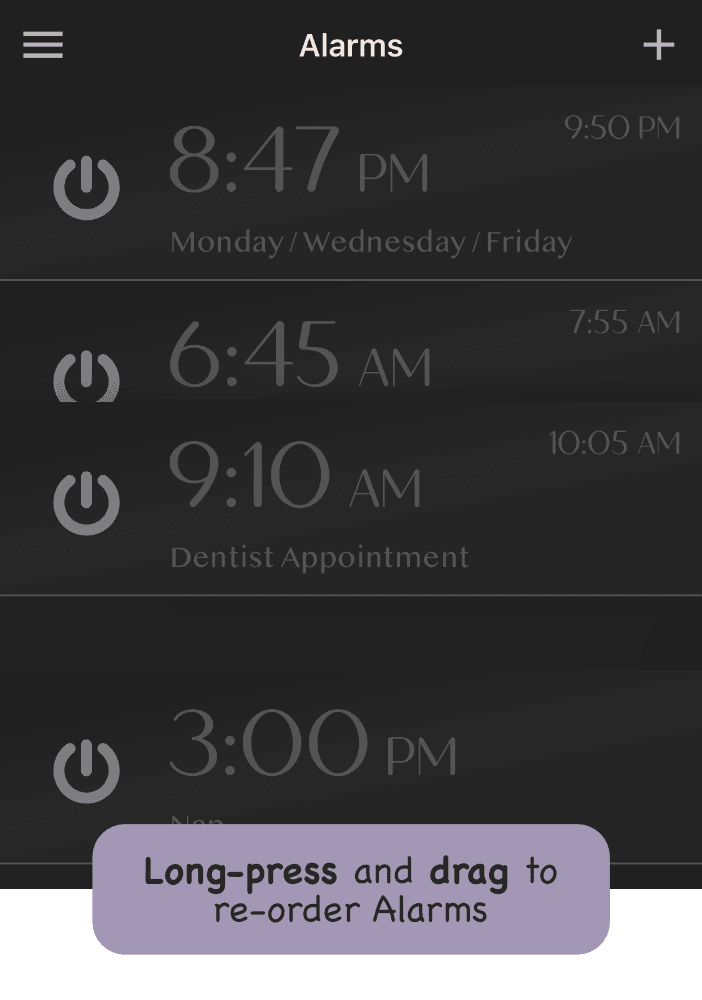 Alarms
9:50 PM
8:47 PM
Monday / Wednesday / Friday
7:55 AM
6:45 AM
10:05 AM
9:10 AM
Dentist Appointment
3:00 PM
Nap
Long-press and drag to
re-order Alarms